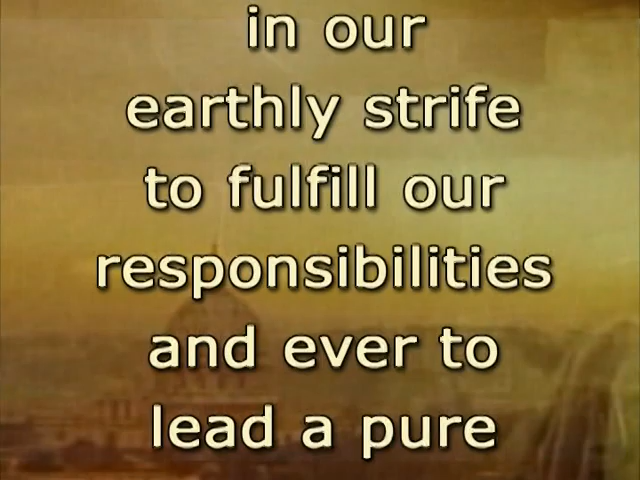 in our
earthly strife
to fulfill our
responsibilities
and ever to
lead a pure